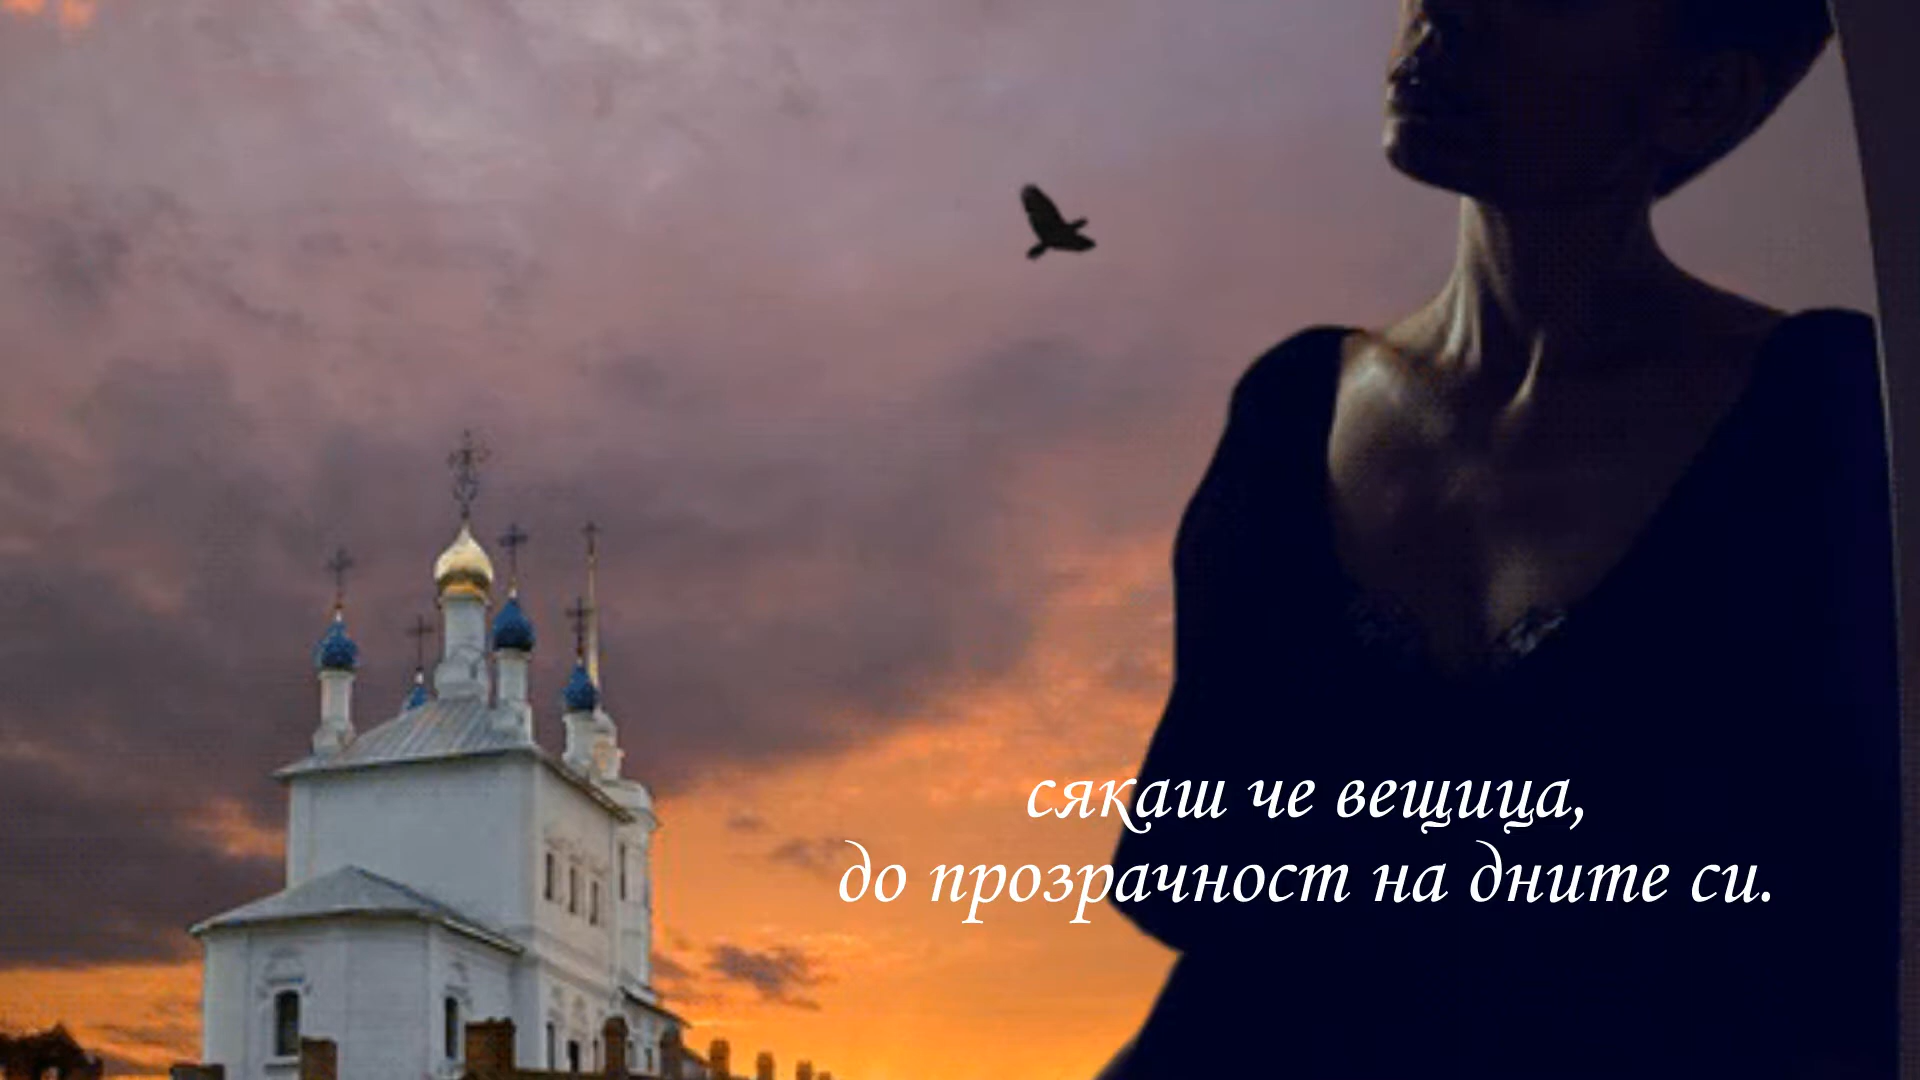 сякаш че вещица,
до прозрачност на дните си.